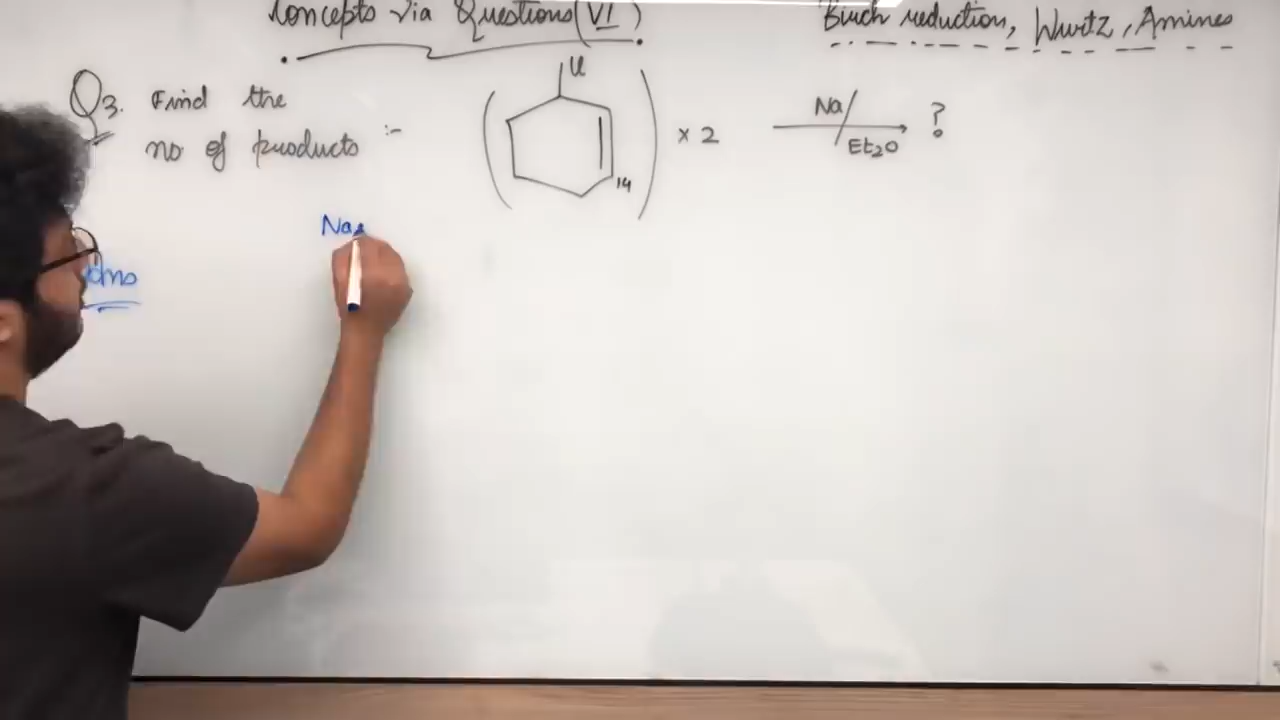 Concepts via Questions (VI)
Birch reduction, Wurtz, Amines
Q3. Find the
no of products :-
Cl
14
× 2
Na/
Et2O
?
Na